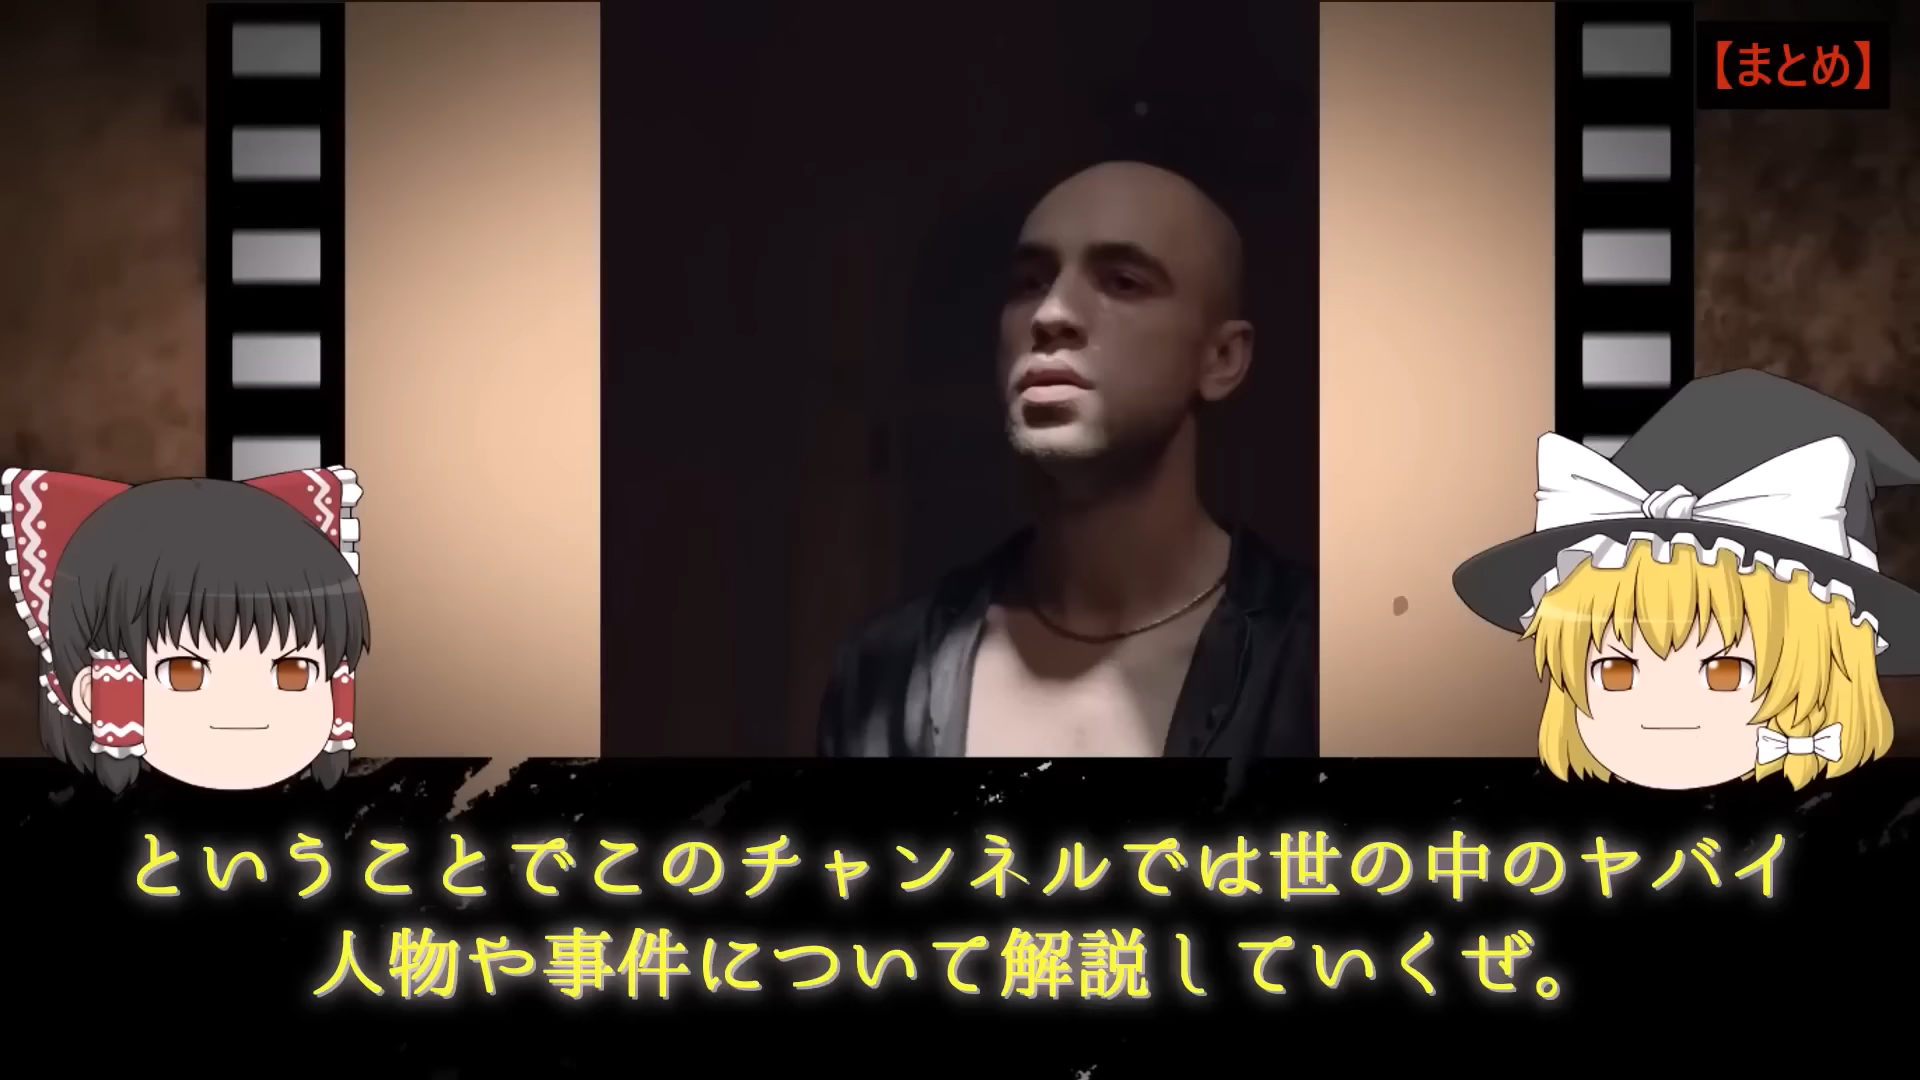 【まとめ】
ということでこのチャンネルでは世の中のヤバイ
人物や事件について解説していくぜ。